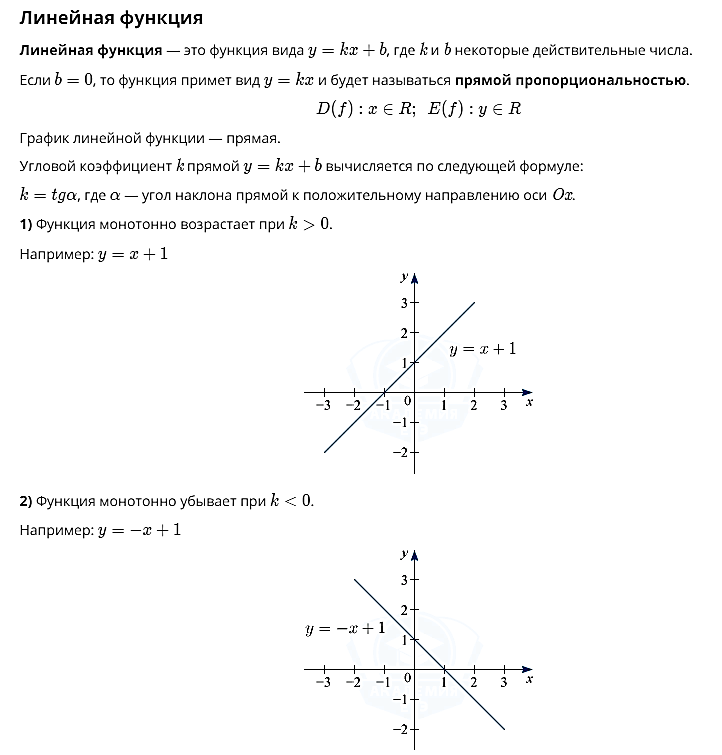 Линейная функция
Линейная функция — это функция вида y = kx + b, где k и b некоторые действительные числа.
Если b = 0, то функция примет вид y = kx и будет называться прямой пропорциональностью.
D(f) : x ∈ R; E(f) : y ∈ R
График линейной функции — прямая.
Угловой коэффициент k прямой y = kx + b вычисляется по следующей формуле:
k = tgα, где α — угол наклона прямой к положительному направлению оси Ox.
1) Функция монотонно возрастает при k > 0.
Например: y = x + 1
y
3
2
y = x + 1
1
−3 −2 −1 0 1 2 3 x
−1
−2
2) Функция монотонно убывает при k < 0.
Например: y = −x + 1
y
3
2
y = −x + 1
1
−3 −2 −1 0 1 2 3 x
−1
−2